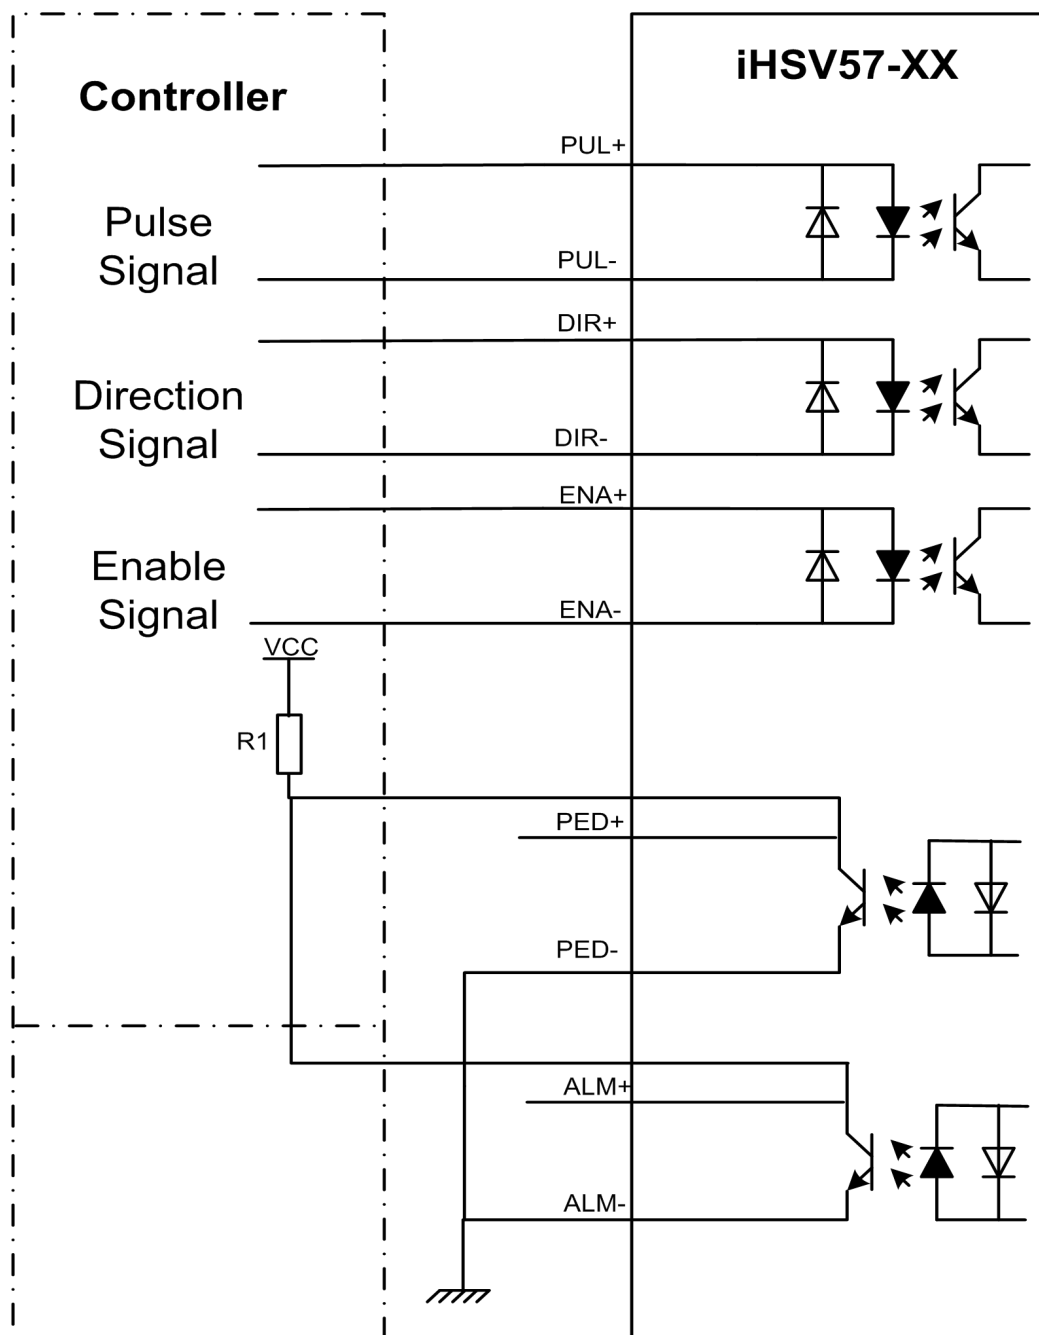 iHSV57-XX
Controller
PUL+
Pulse
Signal
PUL-
DIR+
Direction
Signal
DIR-
ENA+
Enable
Signal
ENA-
VCC
R1
PED+
PED-
ALM+
ALM-